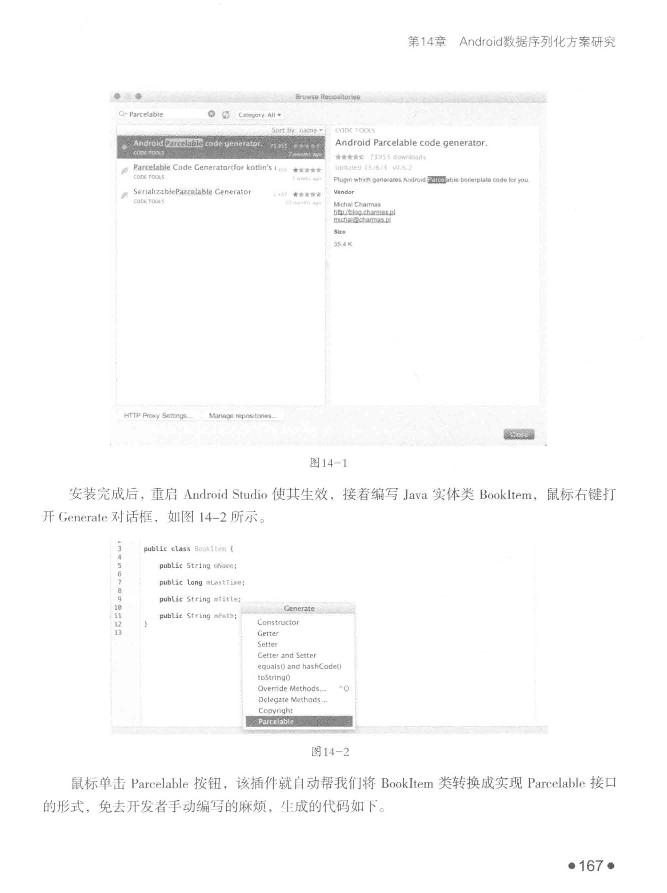 第14章 Android数据序列化方案研究
Browse Repositories
Parcelable
Category: All
Sort by: name
Android Parcelable code generator. 73955
CODE TOOLS
7 months ago
Parcelable Code Generator(for kotlin's
CODE TOOLS
SerializableParcelable Generator
CODE TOOLS
CODE TOOLS
Android Parcelable code generator.
73955 downloads
Updated 15/6/4 v0.6.2
Plugin which generates Android Parcelable boilerplate code for you.
Vendor
Michał Charmas
http://blog.charmas.pl
michal@charmas.pl
Size
35.4 K
HTTP Proxy Settings...
Manage repositories...
Close
图14-1
安装完成后，重启 Android Studio 使其生效，接着编写 Java 实体类 BookItem，鼠标右键打
开 Generate 对话框，如图 14-2 所示。
3 public class BookItem {
4
5 public String mName;
6
7 public long mLastTime;
8
9 public String mTitle;
10
11 public String mPath;
12 }
13
Generate
Constructor
Getter
Setter
Getter and Setter
equals() and hashCode()
toString()
Override Methods... ^O
Delegate Methods...
Copyright
Parcelable
图14-2
鼠标单击 Parcelable 按钮，该插件就自动帮我们将 BookItem 类转换成实现 Parcelable 接口
的形式，免去开发者手动编写的麻烦，生成的代码如下。
●167●